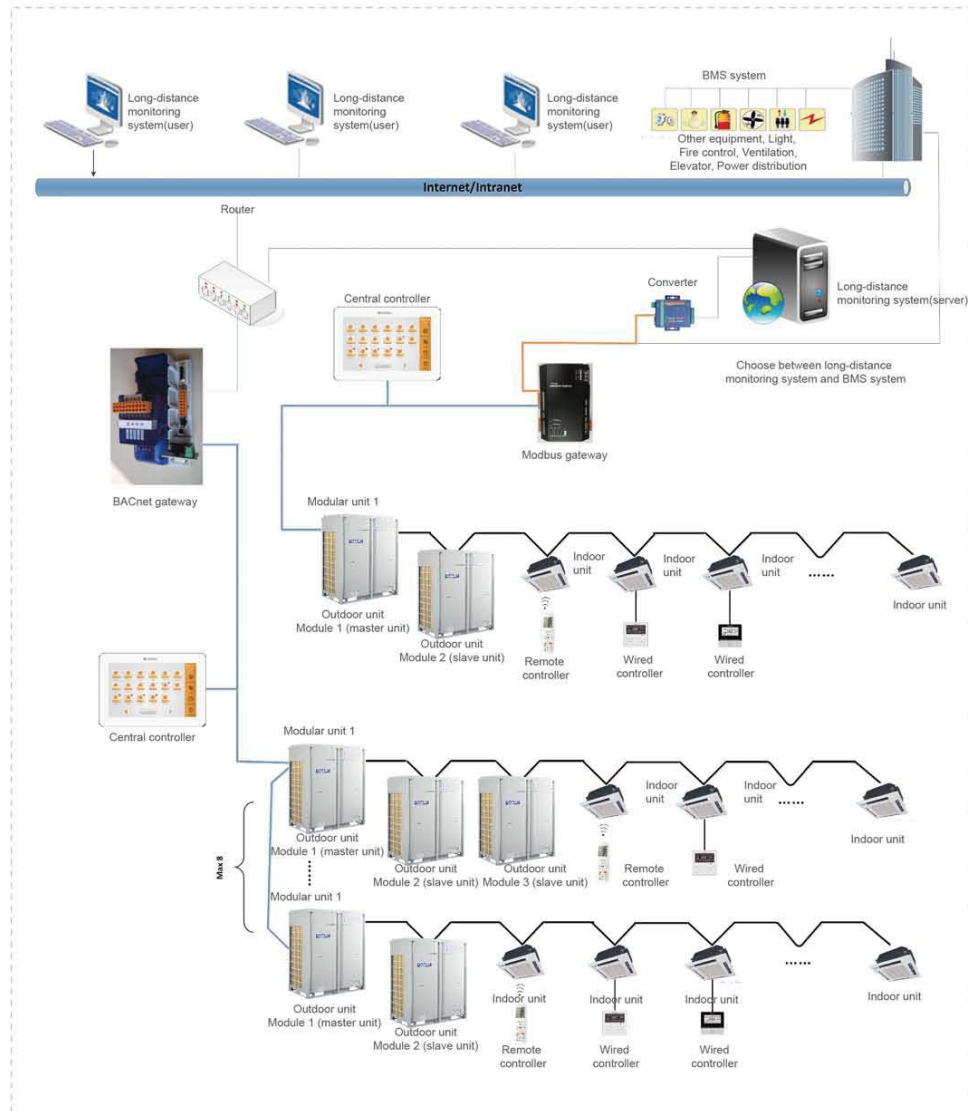 Long-distance
monitoring
system(user)
Long-distance
monitoring
system(user)
Long-distance
monitoring
system(user)
BMS system
Other equipment, Light,
Fire control, Ventilation,
Elevator, Power distribution
Internet/Intranet
Router
Central controller
Converter
Long-distance
monitoring system(server)
Choose between long-distance
monitoring system and BMS system
Modbus gateway
BACnet gateway
Modular unit 1
Outdoor unit
Module 1 (master unit)
Outdoor unit
Module 2 (slave unit)
Indoor
unit
Indoor
unit
Indoor
unit
......
Indoor unit
Remote
controller
Wired
controller
Wired
controller
Central controller
Modular unit 1
Outdoor unit
Module 1 (master unit)
Outdoor unit
Module 2 (slave unit)
Outdoor unit
Module 3 (slave unit)
Indoor
unit
Indoor
unit
......
Indoor unit
Remote
controller
Wired
controller
Max 8
Modular unit 1
Outdoor unit
Module 1 (master unit)
Outdoor unit
Module 2 (slave unit)
Indoor unit
Indoor unit
Indoor unit
......
Indoor unit
Remote
controller
Wired
controller
Wired
controller